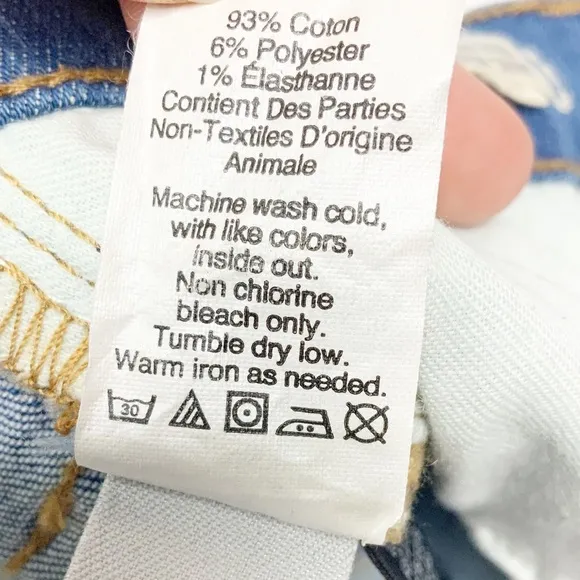 93% Coton
6% Polyester
1% Élasthanne
Contient Des Parties
Non-Textiles D'origine
Animale
Machine wash cold,
with like colors,
inside out.
Non chlorine
bleach only.
Tumble dry low.
Warm iron as needed.
30